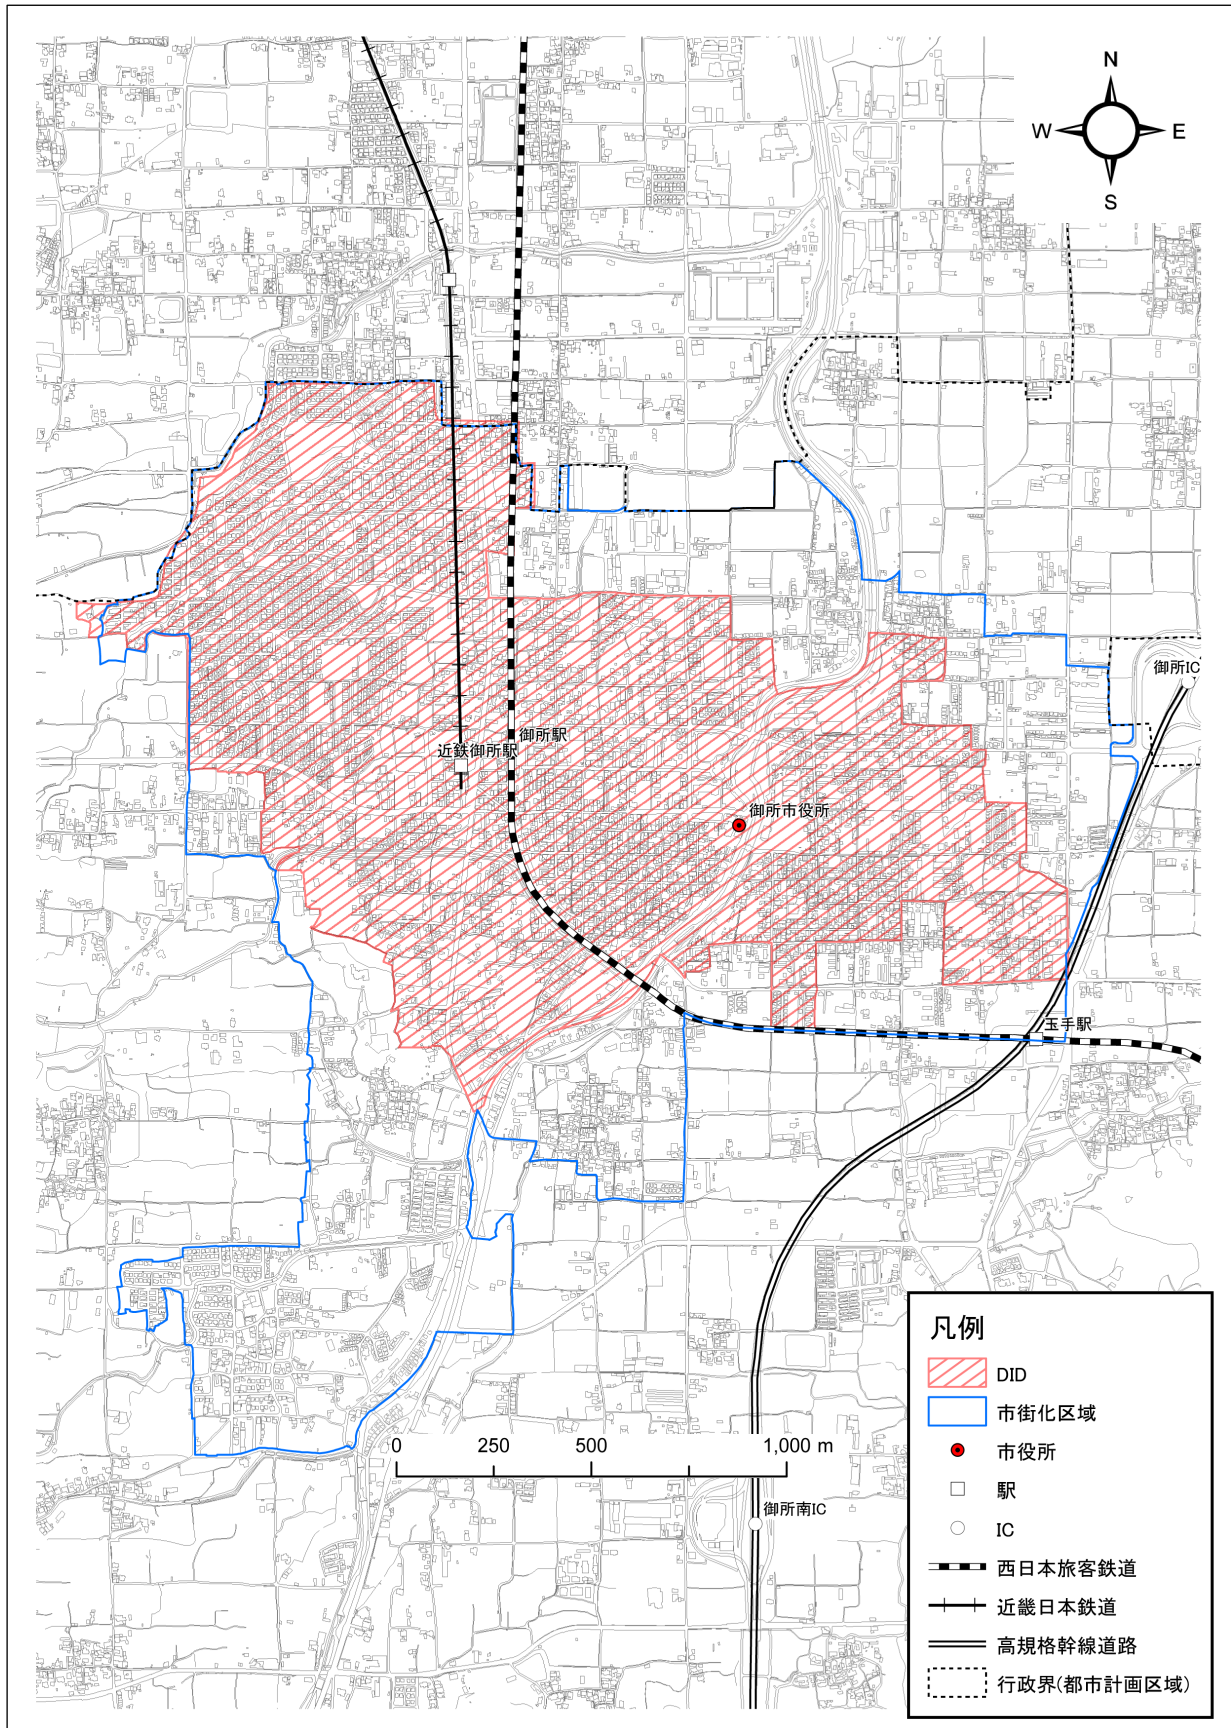 N
W E
S
御所IC
御所駅
近鉄御所駅
御所市役所
玉手駅
凡例
DID
市街化区域
市役所
駅
IC
西日本旅客鉄道
近畿日本鉄道
高規格幹線道路
行政界(都市計画区域)
0 250 500 1,000 m
御所南IC